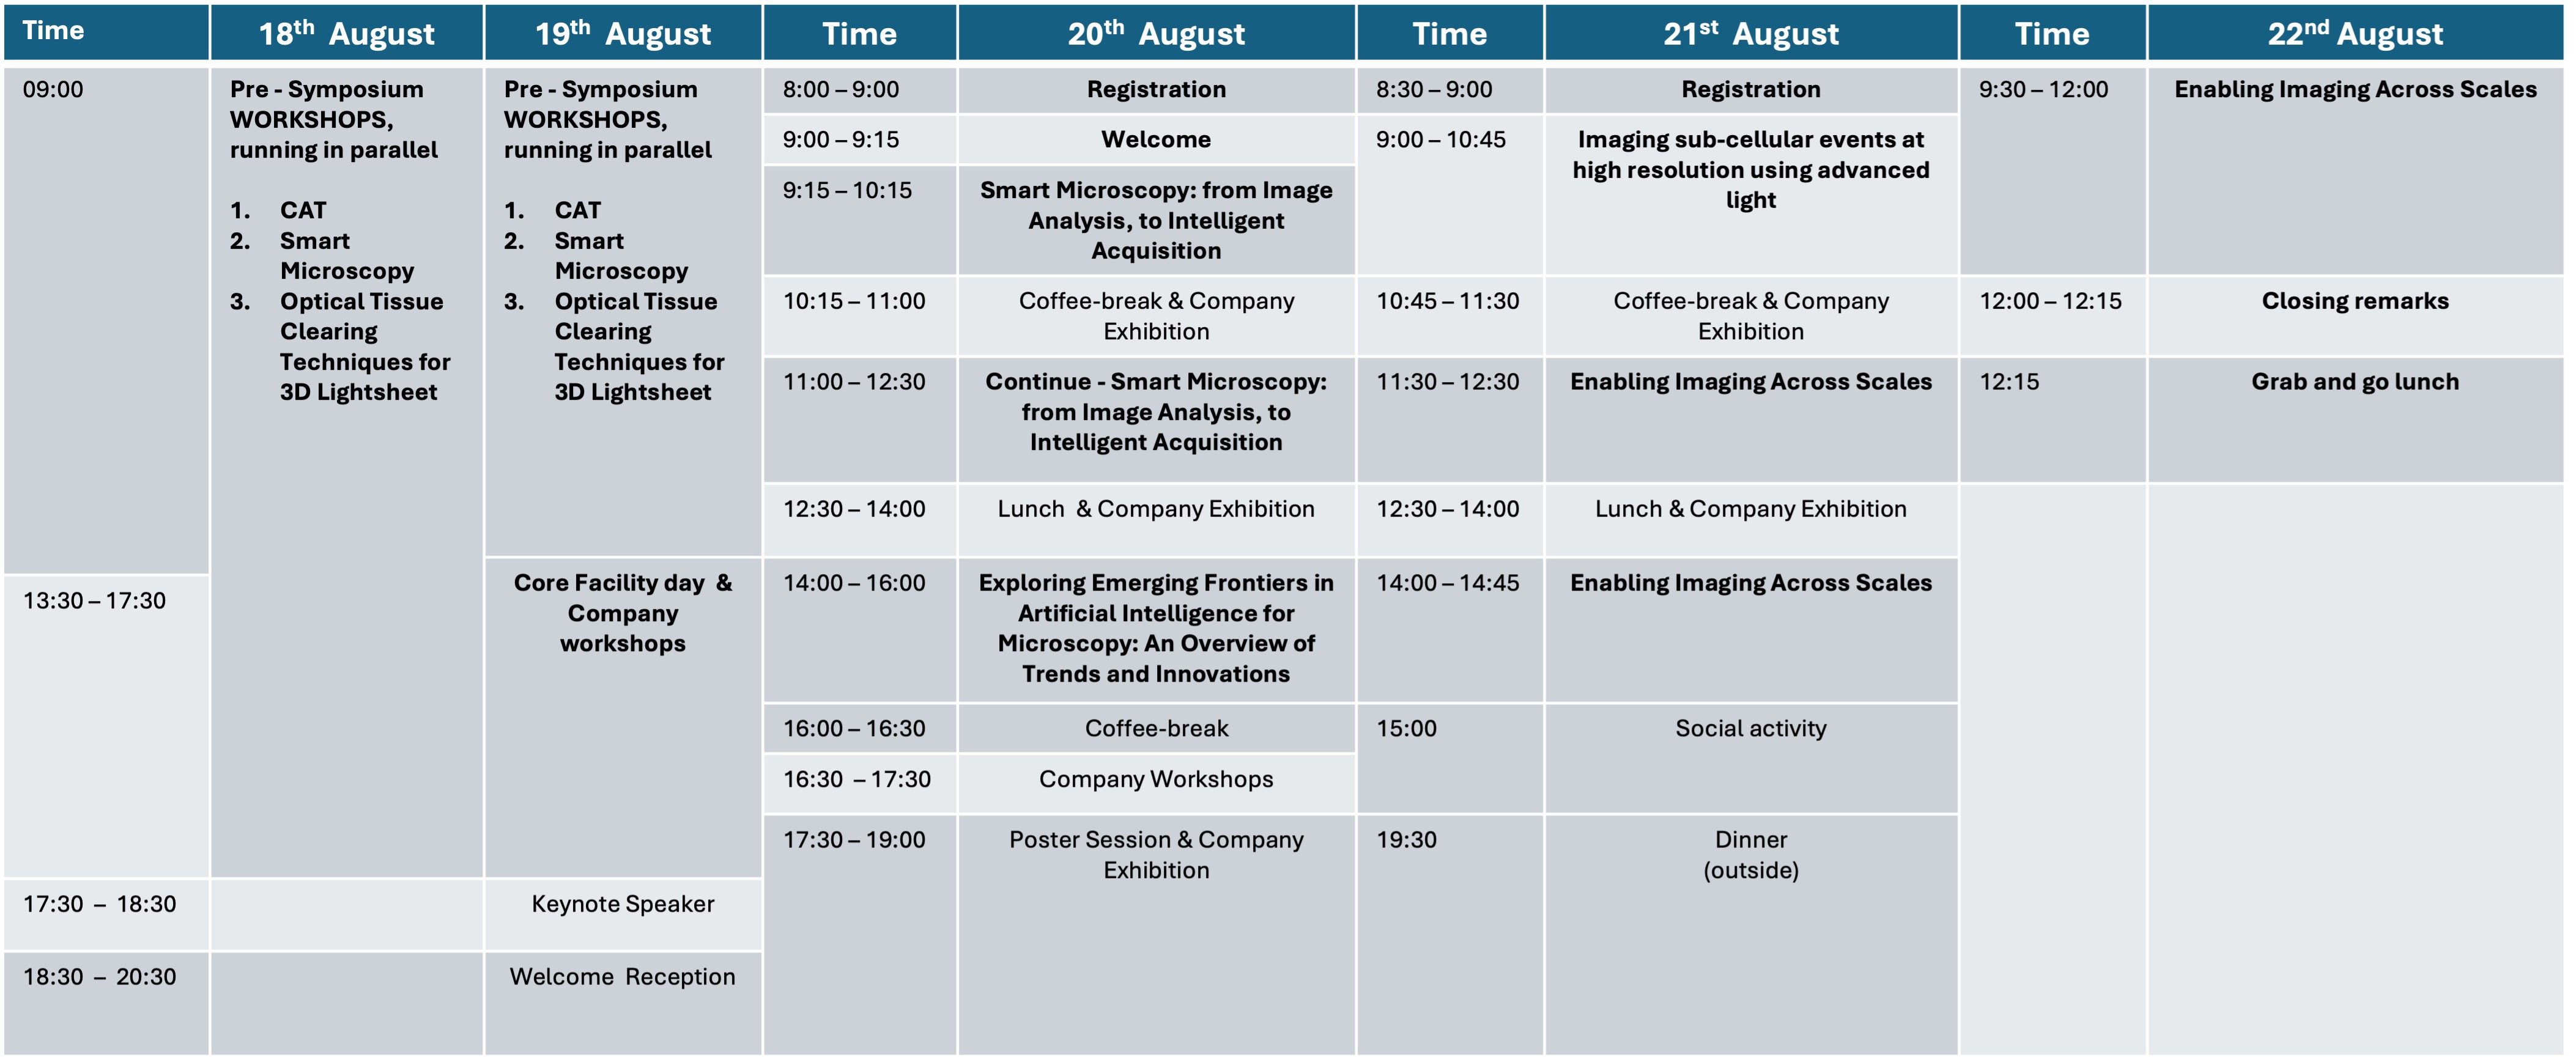 Time
18th August
19th August
Time
20th August
Time
21st August
Time
22nd August
09:00
Pre - Symposium
WORKSHOPS,
running in parallel
1. CAT
2. Smart
Microscopy
3. Optical Tissue
Clearing
Techniques for
3D Lightsheet
Pre - Symposium
WORKSHOPS,
running in parallel
1. CAT
2. Smart
Microscopy
3. Optical Tissue
Clearing
Techniques for
3D Lightsheet
8:00 – 9:00
Registration
8:30 – 9:00
Registration
9:30 – 12:00
Enabling Imaging Across Scales
9:00 – 9:15
Welcome
9:00 – 10:45
Imaging sub-cellular events at
high resolution using advanced
light
9:15 – 10:15
Smart Microscopy: from Image
Analysis, to Intelligent
Acquisition
10:15 – 11:00
Coffee-break & Company
Exhibition
10:45 – 11:30
Coffee-break & Company
Exhibition
12:00 – 12:15
Closing remarks
11:00 – 12:30
Continue - Smart Microscopy:
from Image Analysis, to
Intelligent Acquisition
11:30 – 12:30
Enabling Imaging Across Scales
12:15
Grab and go lunch
12:30 – 14:00
Lunch & Company Exhibition
12:30 – 14:00
Lunch & Company Exhibition
13:30 – 17:30
Core Facility day &
Company
workshops
14:00 – 16:00
Exploring Emerging Frontiers in
Artificial Intelligence for
Microscopy: An Overview of
Trends and Innovations
14:00 – 14:45
Enabling Imaging Across Scales
16:00 – 16:30
Coffee-break
15:00
Social activity
16:30 – 17:30
Company Workshops
17:30 – 19:00
Poster Session & Company
Exhibition
19:30
Dinner
(outside)
17:30 – 18:30
Keynote Speaker
18:30 – 20:30
Welcome Reception